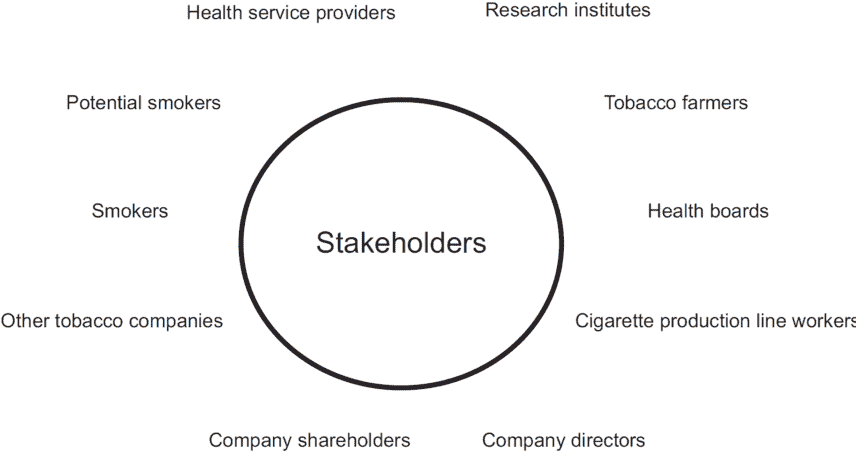 Health service providers
Research institutes
Potential smokers
Tobacco farmers
Smokers
Health boards
Stakeholders
Other tobacco companies
Cigarette production line workers
Company shareholders
Company directors